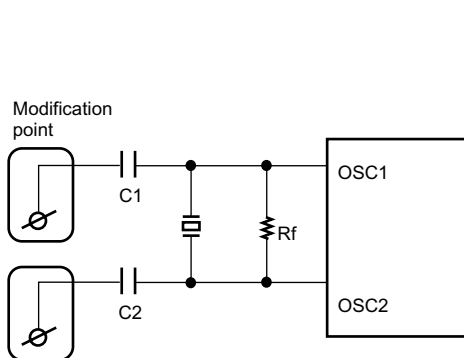 Modification
point
OSC1
C1
Rf
C2
OSC2